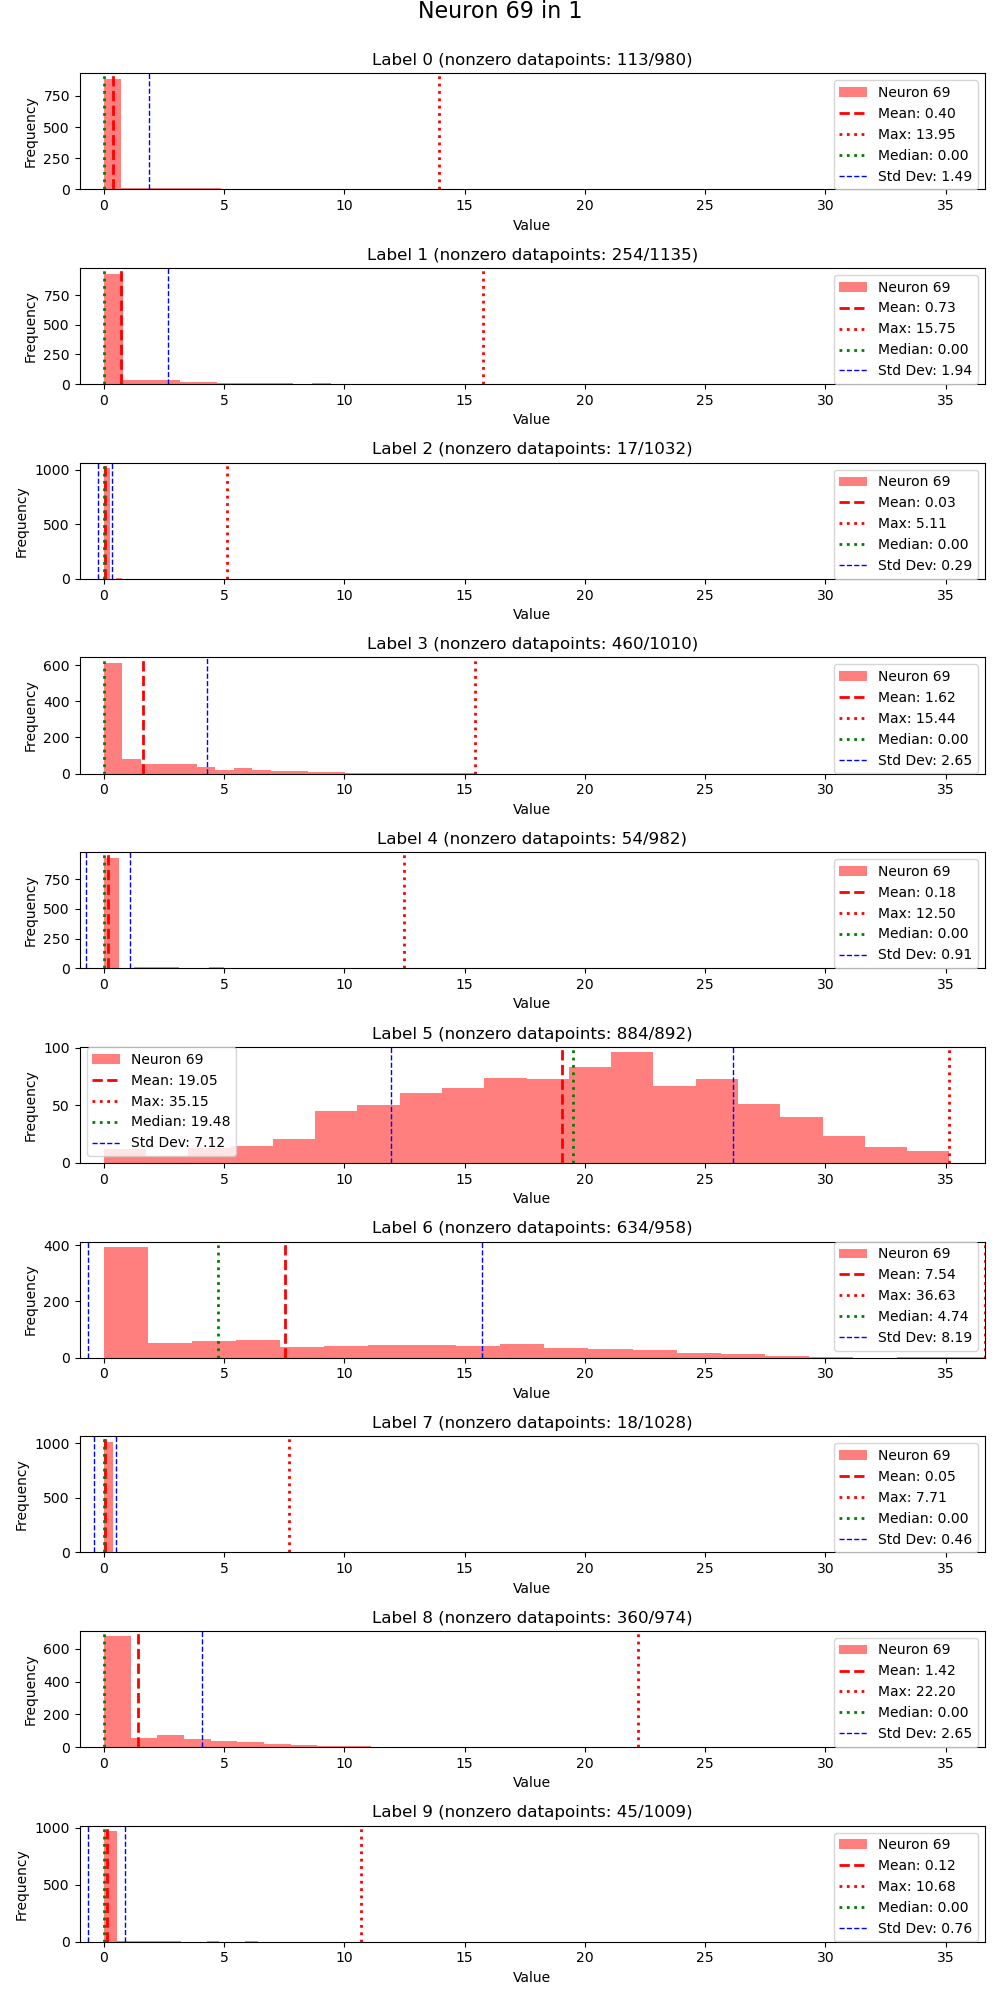 Neuron 69 in 1
Label 0 (nonzero datapoints: 113/980)
Frequency
750
500
250
0
Neuron 69
Mean: 0.40
Max: 13.95
Median: 0.00
Std Dev: 1.49
0 5 10 15 20 25 30 35
Value
Label 1 (nonzero datapoints: 254/1135)
Frequency
750
500
250
0
Neuron 69
Mean: 0.73
Max: 15.75
Median: 0.00
Std Dev: 1.94
0 5 10 15 20 25 30 35
Value
Label 2 (nonzero datapoints: 17/1032)
Frequency
1000
500
0
Neuron 69
Mean: 0.03
Max: 5.11
Median: 0.00
Std Dev: 0.29
0 5 10 15 20 25 30 35
Value
Label 3 (nonzero datapoints: 460/1010)
Frequency
600
400
200
0
Neuron 69
Mean: 1.62
Max: 15.44
Median: 0.00
Std Dev: 2.65
0 5 10 15 20 25 30 35
Value
Label 4 (nonzero datapoints: 54/982)
Frequency
750
500
250
0
Neuron 69
Mean: 0.18
Max: 12.50
Median: 0.00
Std Dev: 0.91
0 5 10 15 20 25 30 35
Value
Label 5 (nonzero datapoints: 884/892)
Frequency
100
50
0
Neuron 69
Mean: 19.05
Max: 35.15
Median: 19.48
Std Dev: 7.12
0 5 10 15 20 25 30 35
Value
Label 6 (nonzero datapoints: 634/958)
Frequency
400
200
0
Neuron 69
Mean: 7.54
Max: 36.63
Median: 4.74
Std Dev: 8.19
0 5 10 15 20 25 30 35
Value
Label 7 (nonzero datapoints: 18/1028)
Frequency
1000
500
0
Neuron 69
Mean: 0.05
Max: 7.71
Median: 0.00
Std Dev: 0.46
0 5 10 15 20 25 30 35
Value
Label 8 (nonzero datapoints: 360/974)
Frequency
600
400
200
0
Neuron 69
Mean: 1.42
Max: 22.20
Median: 0.00
Std Dev: 2.65
0 5 10 15 20 25 30 35
Value
Label 9 (nonzero datapoints: 45/1009)
Frequency
1000
500
0
Neuron 69
Mean: 0.12
Max: 10.68
Median: 0.00
Std Dev: 0.76
0 5 10 15 20 25 30 35
Value